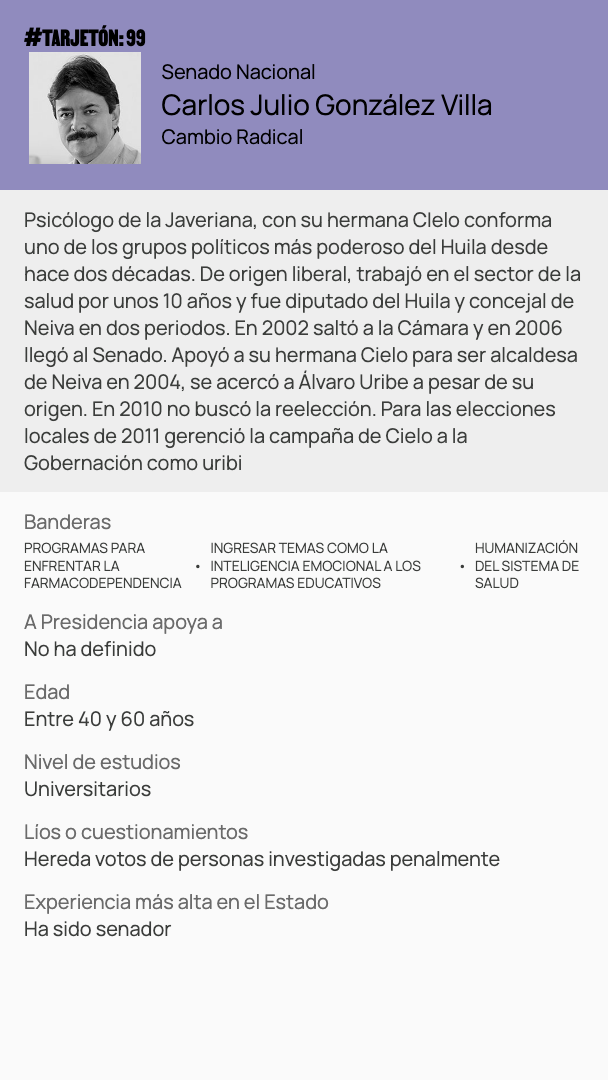 #TARJETÓN: 99
Senado Nacional
Carlos Julio González Villa
Cambio Radical
Psicólogo de la Javeriana, con su hermana CIelo conforma
uno de los grupos políticos más poderoso del Huila desde
hace dos décadas. De origen liberal, trabajó en el sector de la
salud por unos 10 años y fue diputado del Huila y concejal de
Neiva en dos periodos. En 2002 saltó a la Cámara y en 2006
llegó al Senado. Apoyó a su hermana Cielo para ser alcaldesa
de Neiva en 2004, se acercó a Álvaro Uribe a pesar de su
origen. En 2010 no buscó la reelección. Para las elecciones
locales de 2011 gerenció la campaña de Cielo a la
Gobernación como uribi
Banderas
PROGRAMAS PARA
ENFRENTAR LA
FARMACODEPENDENCIA
• INGRESAR TEMAS COMO LA
INTELIGENCIA EMOCIONAL A LOS
PROGRAMAS EDUCATIVOS
• HUMANIZACIÓN
DEL SISTEMA DE
SALUD
A Presidencia apoya a
No ha definido
Edad
Entre 40 y 60 años
Nivel de estudios
Universitarios
Líos o cuestionamientos
Hereda votos de personas investigadas penalmente
Experiencia más alta en el Estado
Ha sido senador